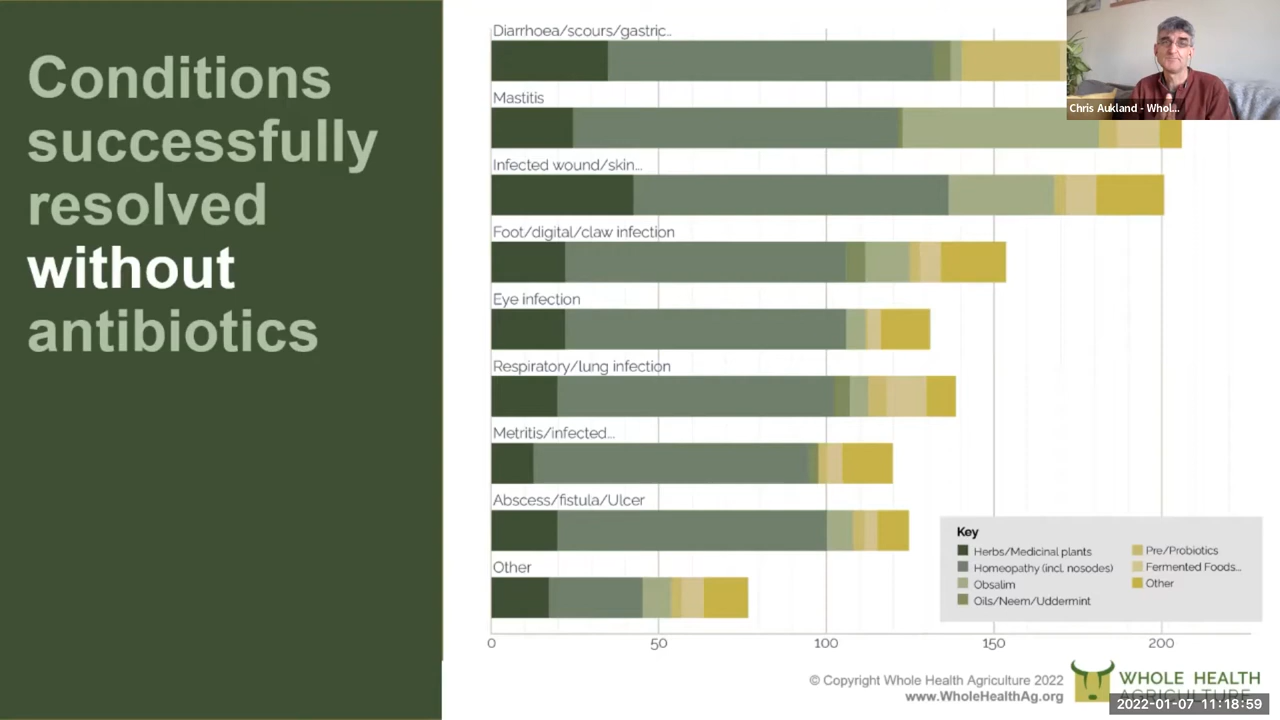 Conditions
successfully
resolved
without
antibiotics
Diarrhoea/scours/gastric..
Mastitis
Infected wound/skin...
Foot/digital/claw infection
Eye infection
Respiratory/lung infection
Metritis/infected...
Abscess/fistula/Ulcer
Other
0 50 100 150 200
Key
Herbs/Medicinal plants
Homeopathy (incl. nosodes)
Obsalim
Oils/Neem/Uddermint
Pre/Probiotics
Fermented Foods...
Other
Chris Aukland - Whol...
© Copyright Whole Health Agriculture 2022
www.WholeHealthAg.org
WHOLE HEALTH
AGRICULTURE
2022-01-07 11:18:59